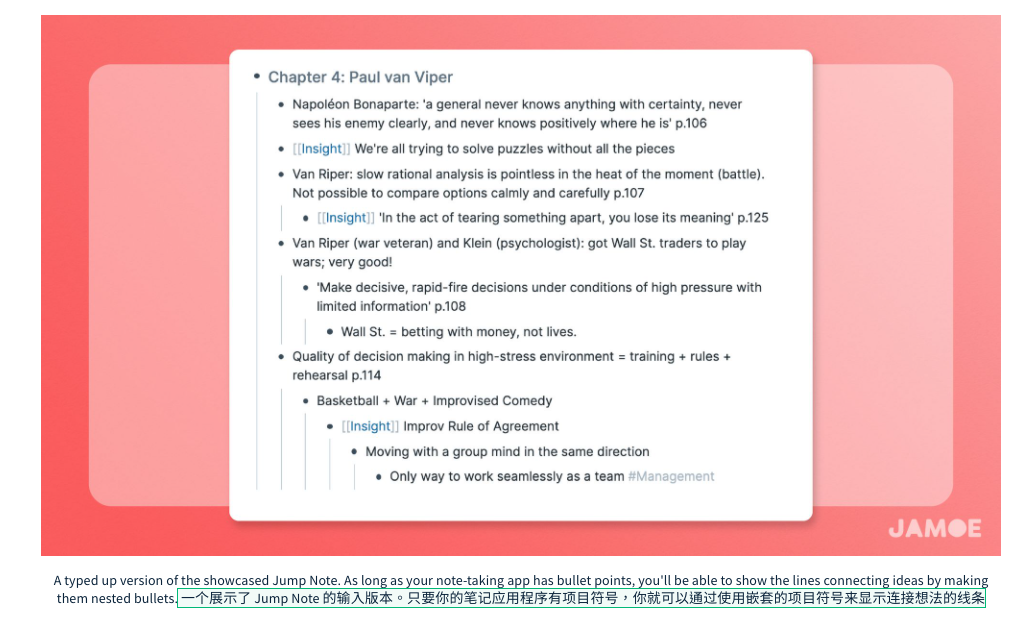 Chapter 4: Paul van Viper
Napoléon Bonaparte: 'a general never knows anything with certainty, never
sees his enemy clearly, and never knows positively where he is' p.106
[[Insight]] We're all trying to solve puzzles without all the pieces
Van Riper: slow rational analysis is pointless in the heat of the moment (battle).
Not possible to compare options calmly and carefully p.107
[[Insight]] 'In the act of tearing something apart, you lose its meaning' p.125
Van Riper (war veteran) and Klein (psychologist): got Wall St. traders to play
wars; very good!
'Make decisive, rapid-fire decisions under conditions of high pressure with
limited information' p.108
Wall St. = betting with money, not lives.
Quality of decision making in high-stress environment = training + rules +
rehearsal p.114
Basketball + War + Improvised Comedy
[[Insight]] Improv Rule of Agreement
Moving with a group mind in the same direction
Only way to work seamlessly as a team #Management
JAMOE
A typed up version of the showcased Jump Note. As long as your note-taking app has bullet points, you'll be able to show the lines connecting ideas by making
them nested bullets. 一个展示了 Jump Note 的输入版本。只要你的笔记应用程序有项目符号，你就可以通过使用嵌套的项目符号来显示连接想法的线条